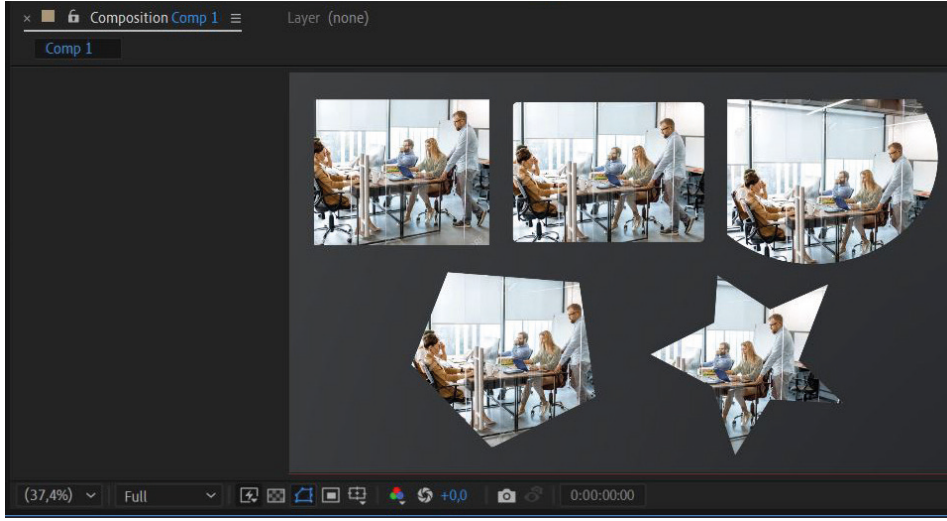 × Composition Comp 1 ≡ Layer (none)
Comp 1
(37,4%) Full +0,0 0:00:00:00